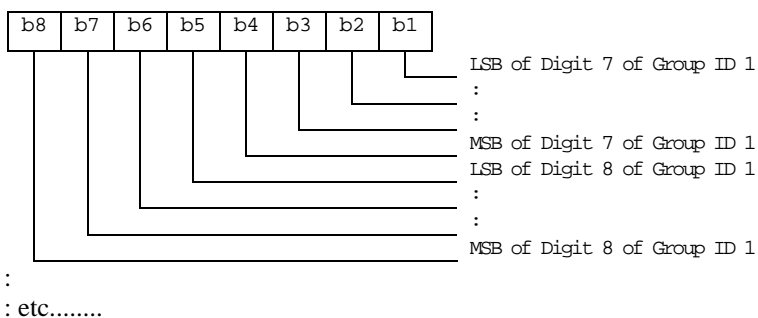 b8 b7 b6 b5 b4 b3 b2 b1
LSB of Digit 7 of Group ID 1
:
:
MSB of Digit 7 of Group ID 1
LSB of Digit 8 of Group ID 1
:
:
MSB of Digit 8 of Group ID 1
:
: etc........